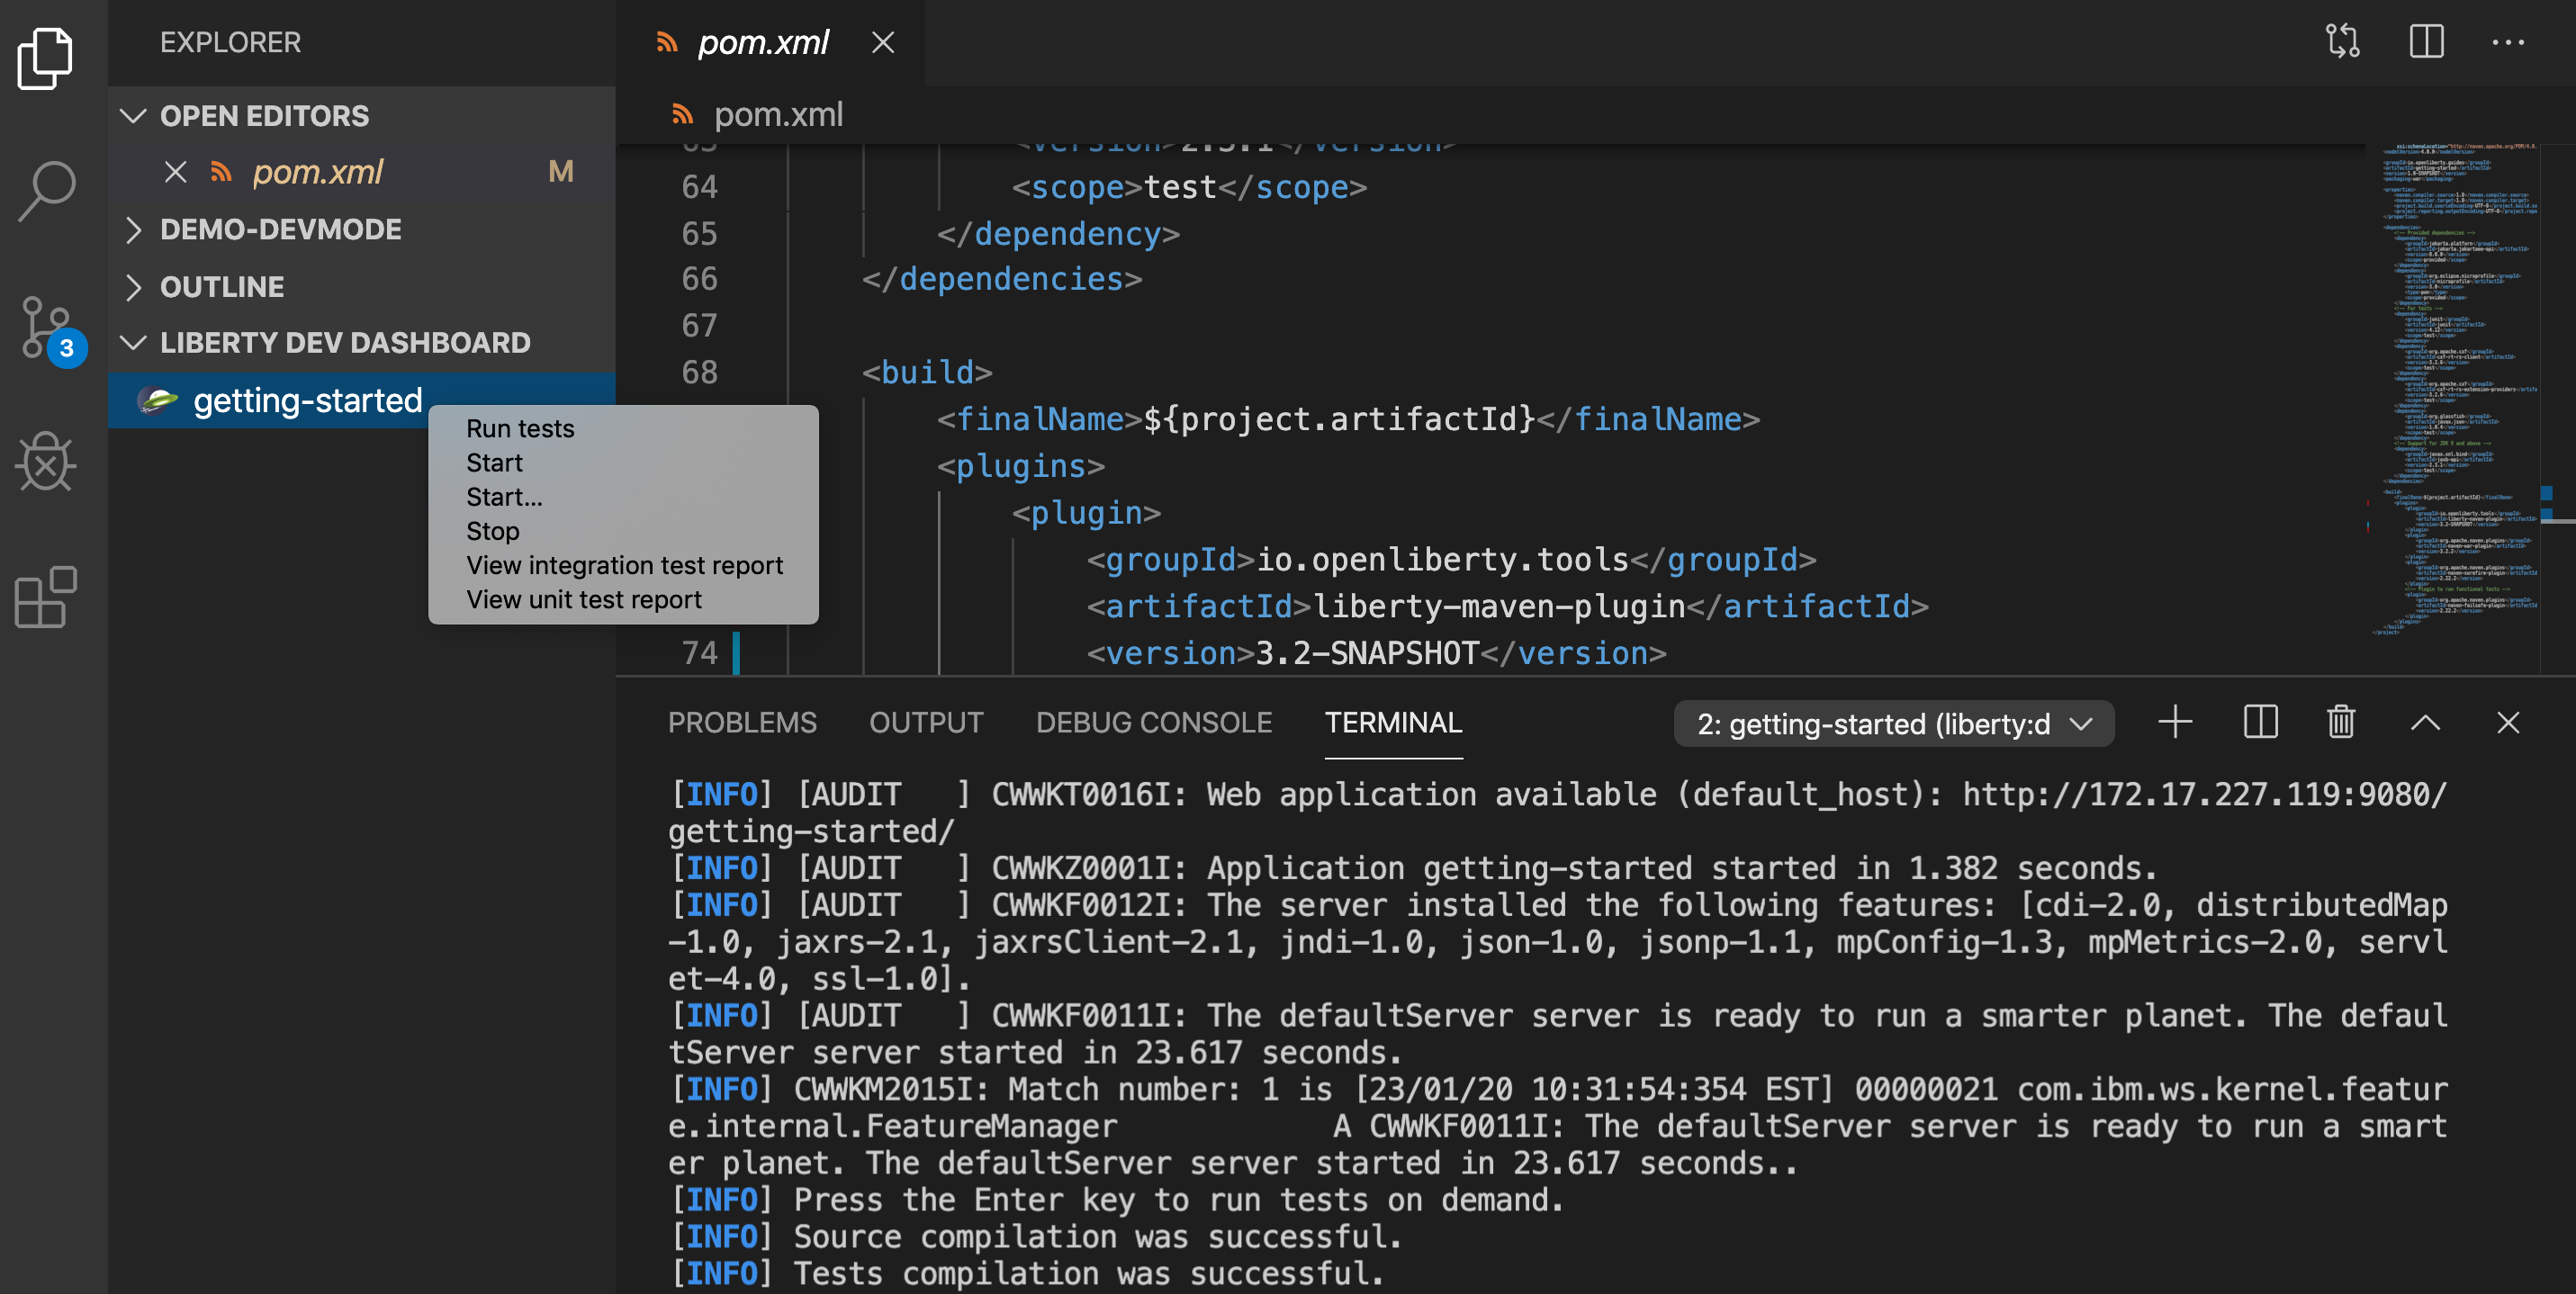 EXPLORER
OPEN EDITORS
pom.xml M
DEMO-DEVMODE
OUTLINE
3
LIBERTY DEV DASHBOARD
getting-started
Run tests
Start
Start...
Stop
View integration test report
View unit test report
pom.xml
pom.xml
64 <scope>test</scope>
65 </dependency>
66 </dependencies>
67
68 <build>
<finalName>${project.artifactId}</finalName>
<plugins>
<plugin>
<groupId>io.openliberty.tools</groupId>
<artifactId>liberty-maven-plugin</artifactId>
74 <version>3.2-SNAPSHOT</version>
PROBLEMS OUTPUT DEBUG CONSOLE TERMINAL 2: getting-started (liberty:d
[INFO] [AUDIT   ] CWWKT0016I: Web application available (default_host): http://172.17.227.119:9080/
getting-started/
[INFO] [AUDIT   ] CWWKZ0001I: Application getting-started started in 1.382 seconds.
[INFO] [AUDIT   ] CWWKF0012I: The server installed the following features: [cdi-2.0, distributedMap
-1.0, jaxrs-2.1, jaxrsClient-2.1, jndi-1.0, json-1.0, jsonp-1.1, mpConfig-1.3, mpMetrics-2.0, servl
et-4.0, ssl-1.0].
[INFO] [AUDIT   ] CWWKF0011I: The defaultServer server is ready to run a smarter planet. The defaul
tServer server started in 23.617 seconds.
[INFO] CWWKM2015I: Match number: 1 is [23/01/20 10:31:54:354 EST] 00000021 com.ibm.ws.kernel.featur
e.internal.FeatureManager            A CWWKF0011I: The defaultServer server is ready to run a smart
er planet. The defaultServer server started in 23.617 seconds..
[INFO] Press the Enter key to run tests on demand.
[INFO] Source compilation was successful.
[INFO] Tests compilation was successful.